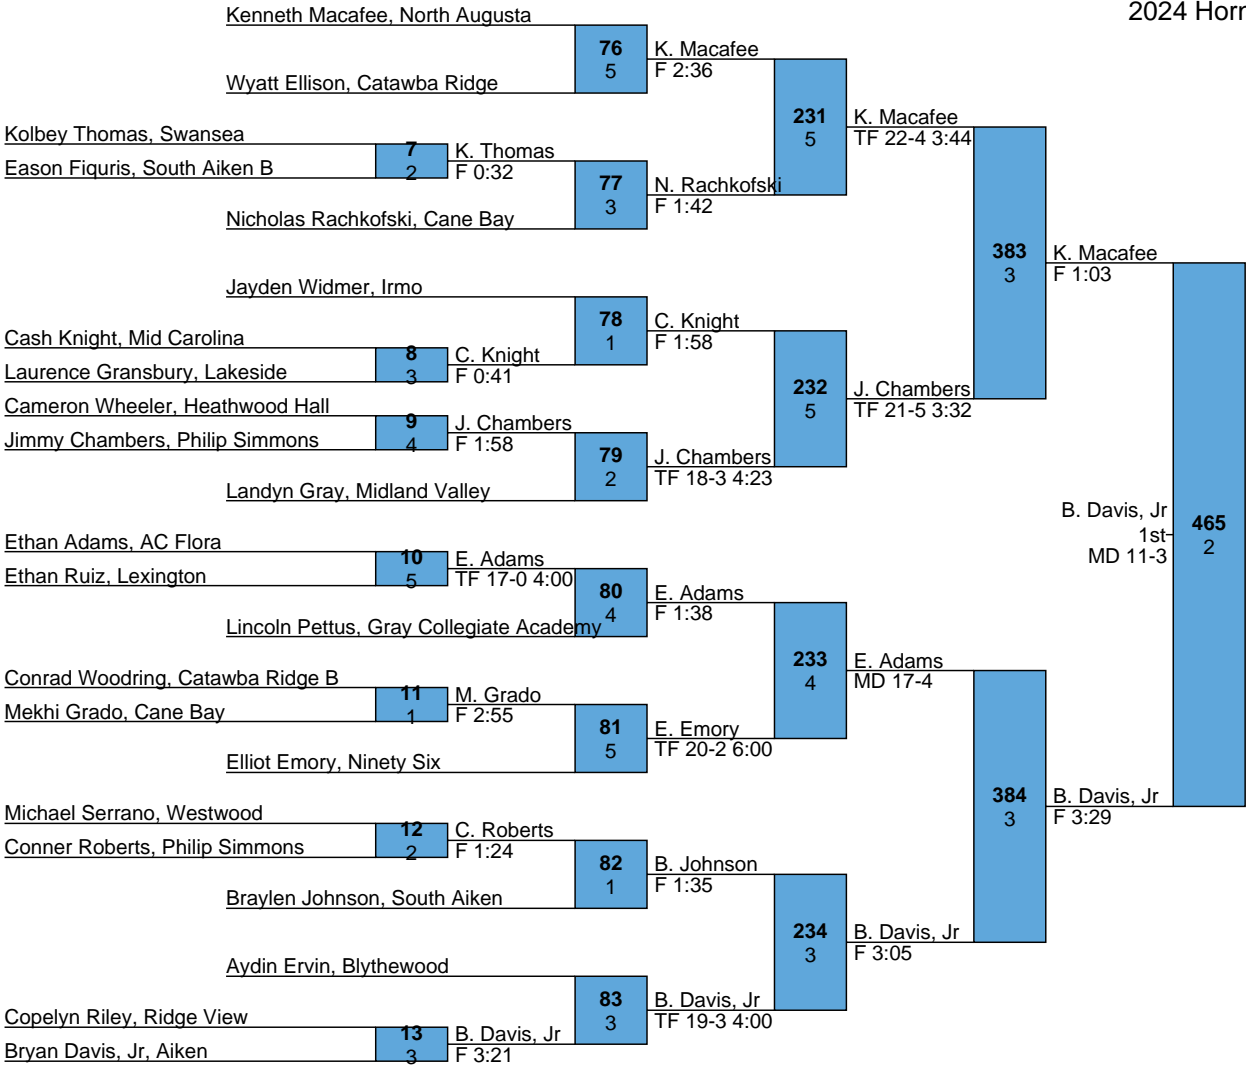 2024 Horn
Kenneth Macafee, North Augusta
76
5
K. Macafee
F 2:36
Wyatt Ellison, Catawba Ridge
231
5
K. Macafee
TF 22-4 3:44
Kolbey Thomas, Swansea
7
2
K. Thomas
F 0:32
Eason Fiquris, South Aiken B
77
3
N. Rachkofski
F 1:42
Nicholas Rachkofski, Cane Bay
383
3
K. Macafee
F 1:03
Jayden Widmer, Irmo
78
1
C. Knight
F 1:58
Cash Knight, Mid Carolina
8
3
C. Knight
F 0:41
Laurence Gransbury, Lakeside
232
5
J. Chambers
TF 21-5 3:32
Cameron Wheeler, Heathwood Hall
9
4
J. Chambers
F 1:58
Jimmy Chambers, Philip Simmons
79
2
J. Chambers
TF 18-3 4:23
Landyn Gray, Midland Valley
B. Davis, Jr
1st
MD 11-3
465
2
Ethan Adams, AC Flora
10
5
E. Adams
TF 17-0 4:00
Ethan Ruiz, Lexington
80
4
E. Adams
F 1:38
Lincoln Pettus, Gray Collegiate Academy
233
4
E. Adams
MD 17-4
Conrad Woodring, Catawba Ridge B
11
1
M. Grado
F 2:55
Mekhi Grado, Cane Bay
81
5
E. Emory
TF 20-2 6:00
Elliot Emory, Ninety Six
384
3
B. Davis, Jr
F 3:29
Michael Serrano, Westwood
12
2
C. Roberts
F 1:24
Conner Roberts, Philip Simmons
82
1
B. Johnson
F 1:35
Braylen Johnson, South Aiken
234
3
B. Davis, Jr
F 3:05
Aydin Ervin, Blythewood
83
3
B. Davis, Jr
TF 19-3 4:00
Copelyn Riley, Ridge View
13
3
B. Davis, Jr
F 3:21
Bryan Davis, Jr, Aiken